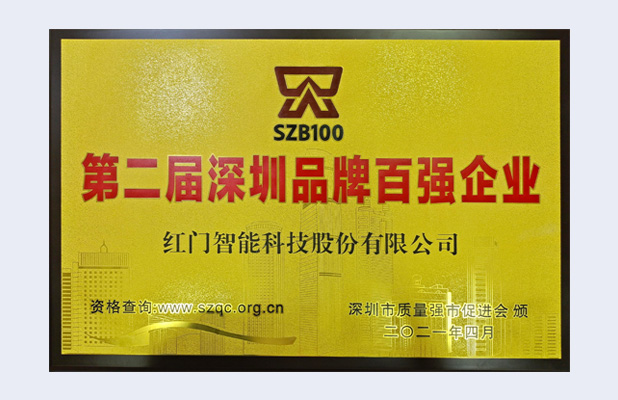 SZB100
第二届深圳品牌百强企业
红门智能科技股份有限公司
资格查询:www.szqc.org.cn
深圳市质量强市促进会 颁
二〇二一年四月